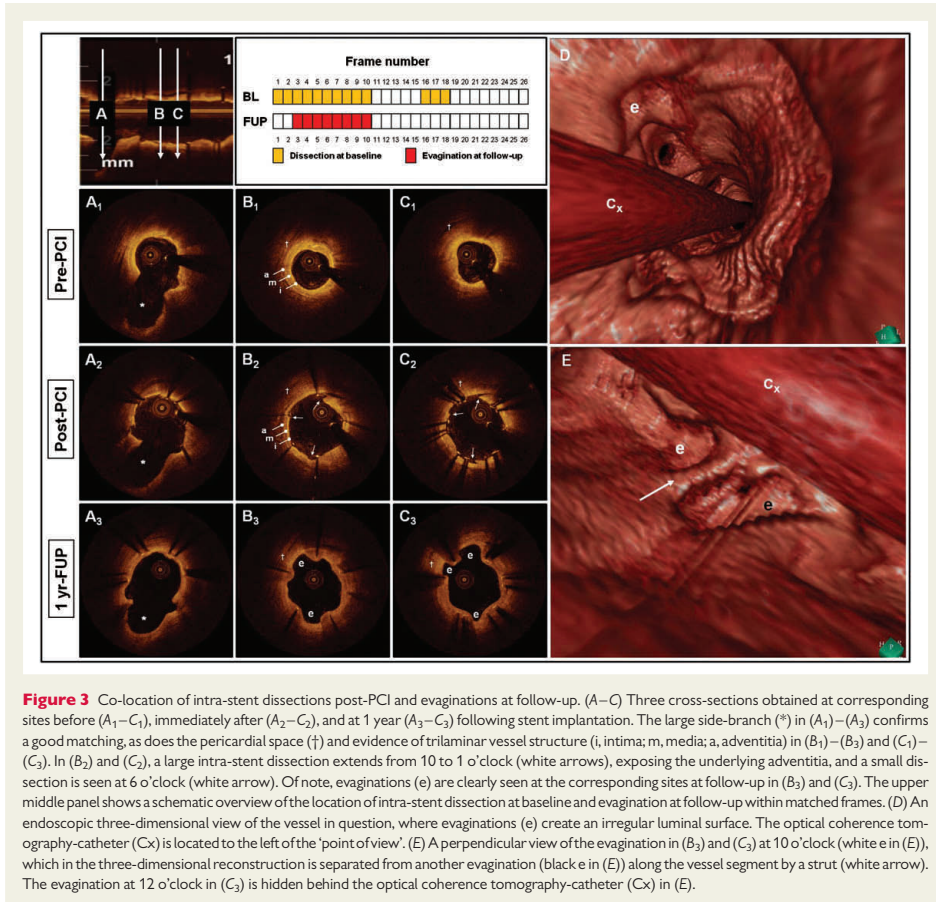 1
2
A
B
C
2
mm
Frame number
1 2 3 4 5 6 7 8 9 10 11 12 13 14 15 16 17 18 19 20 21 22 23 24 25 26
BL
FUP
1 2 3 4 5 6 7 8 9 10 11 12 13 14 15 16 17 18 19 20 21 22 23 24 25 26
Dissection at baseline Evagination at follow-up
D
e
Cx
Pre-PCI
A1
*
B1
†
a
m
i
C1
†
Post-PCI
A2
*
B2
†
a
m
i
C2
†
E
Cx
e
e
1 yr-FUP
A3
*
B3
†
e
e
C3
†
e
e
e
Figure 3 Co-location of intra-stent dissections post-PCI and evaginations at follow-up. (A–C) Three cross-sections obtained at corresponding
sites before (A1–C1), immediately after (A2–C2), and at 1 year (A3–C3) following stent implantation. The large side-branch (*) in (A1)–(A3) confirms
a good matching, as does the pericardial space (†) and evidence of trilaminar vessel structure (i, intima; m, media; a, adventitia) in (B1)–(B3) and (C1)–
(C3). In (B2) and (C2), a large intra-stent dissection extends from 10 to 1 o'clock (white arrows), exposing the underlying adventitia, and a small dis-
section is seen at 6 o'clock (white arrow). Of note, evaginations (e) are clearly seen at the corresponding sites at follow-up in (B3) and (C3). The upper
middle panel shows a schematic overview of the location of intra-stent dissection at baseline and evagination at follow-up within matched frames. (D) An
endoscopic three-dimensional view of the vessel in question, where evaginations (e) create an irregular luminal surface. The optical coherence tom-
ography-catheter (Cx) is located to the left of the 'point of view'. (E) A perpendicular view of the evagination in (B3) and (C3) at 10 o'clock (white e in (E)),
which in the three-dimensional reconstruction is separated from another evagination (black e in (E)) along the vessel segment by a strut (white arrow).
The evagination at 12 o'clock in (C3) is hidden behind the optical coherence tomography-catheter (Cx) in (E).